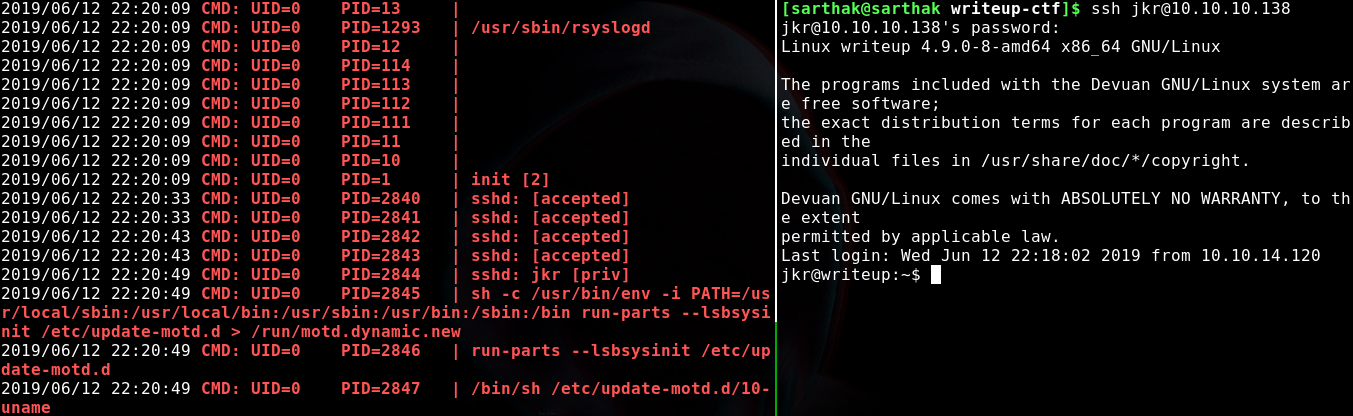 2019/06/12 22:20:09 CMD: UID=0    PID=13     |
2019/06/12 22:20:09 CMD: UID=0    PID=1293   | /usr/sbin/rsyslogd
2019/06/12 22:20:09 CMD: UID=0    PID=12     |
2019/06/12 22:20:09 CMD: UID=0    PID=114    |
2019/06/12 22:20:09 CMD: UID=0    PID=113    |
2019/06/12 22:20:09 CMD: UID=0    PID=112    |
2019/06/12 22:20:09 CMD: UID=0    PID=111    |
2019/06/12 22:20:09 CMD: UID=0    PID=11     |
2019/06/12 22:20:09 CMD: UID=0    PID=10     |
2019/06/12 22:20:09 CMD: UID=0    PID=1      | init [2]
2019/06/12 22:20:33 CMD: UID=0    PID=2840   | sshd: [accepted]
2019/06/12 22:20:33 CMD: UID=0    PID=2841   | sshd: [accepted]
2019/06/12 22:20:43 CMD: UID=0    PID=2842   | sshd: [accepted]
2019/06/12 22:20:43 CMD: UID=0    PID=2843   | sshd: [accepted]
2019/06/12 22:20:49 CMD: UID=0    PID=2844   | sshd: jkr [priv]
2019/06/12 22:20:49 CMD: UID=0    PID=2845   | sh -c /usr/bin/env -i PATH=/us
r/local/sbin:/usr/local/bin:/usr/sbin:/usr/bin:/sbin:/bin run-parts --lsbsysi
nit /etc/update-motd.d > /run/motd.dynamic.new
2019/06/12 22:20:49 CMD: UID=0    PID=2846   | run-parts --lsbsysinit /etc/up
date-motd.d
2019/06/12 22:20:49 CMD: UID=0    PID=2847   | /bin/sh /etc/update-motd.d/10-
uname
[sarthak@sarthak writeup-ctf]$ ssh jkr@10.10.10.138
jkr@10.10.10.138's password:
Linux writeup 4.9.0-8-amd64 x86_64 GNU/Linux

The programs included with the Devuan GNU/Linux system ar
e free software;
the exact distribution terms for each program are describ
ed in the
individual files in /usr/share/doc/*/copyright.

Devuan GNU/Linux comes with ABSOLUTELY NO WARRANTY, to th
e extent
permitted by applicable law.
Last login: Wed Jun 12 22:18:02 2019 from 10.10.14.120
jkr@writeup:~$